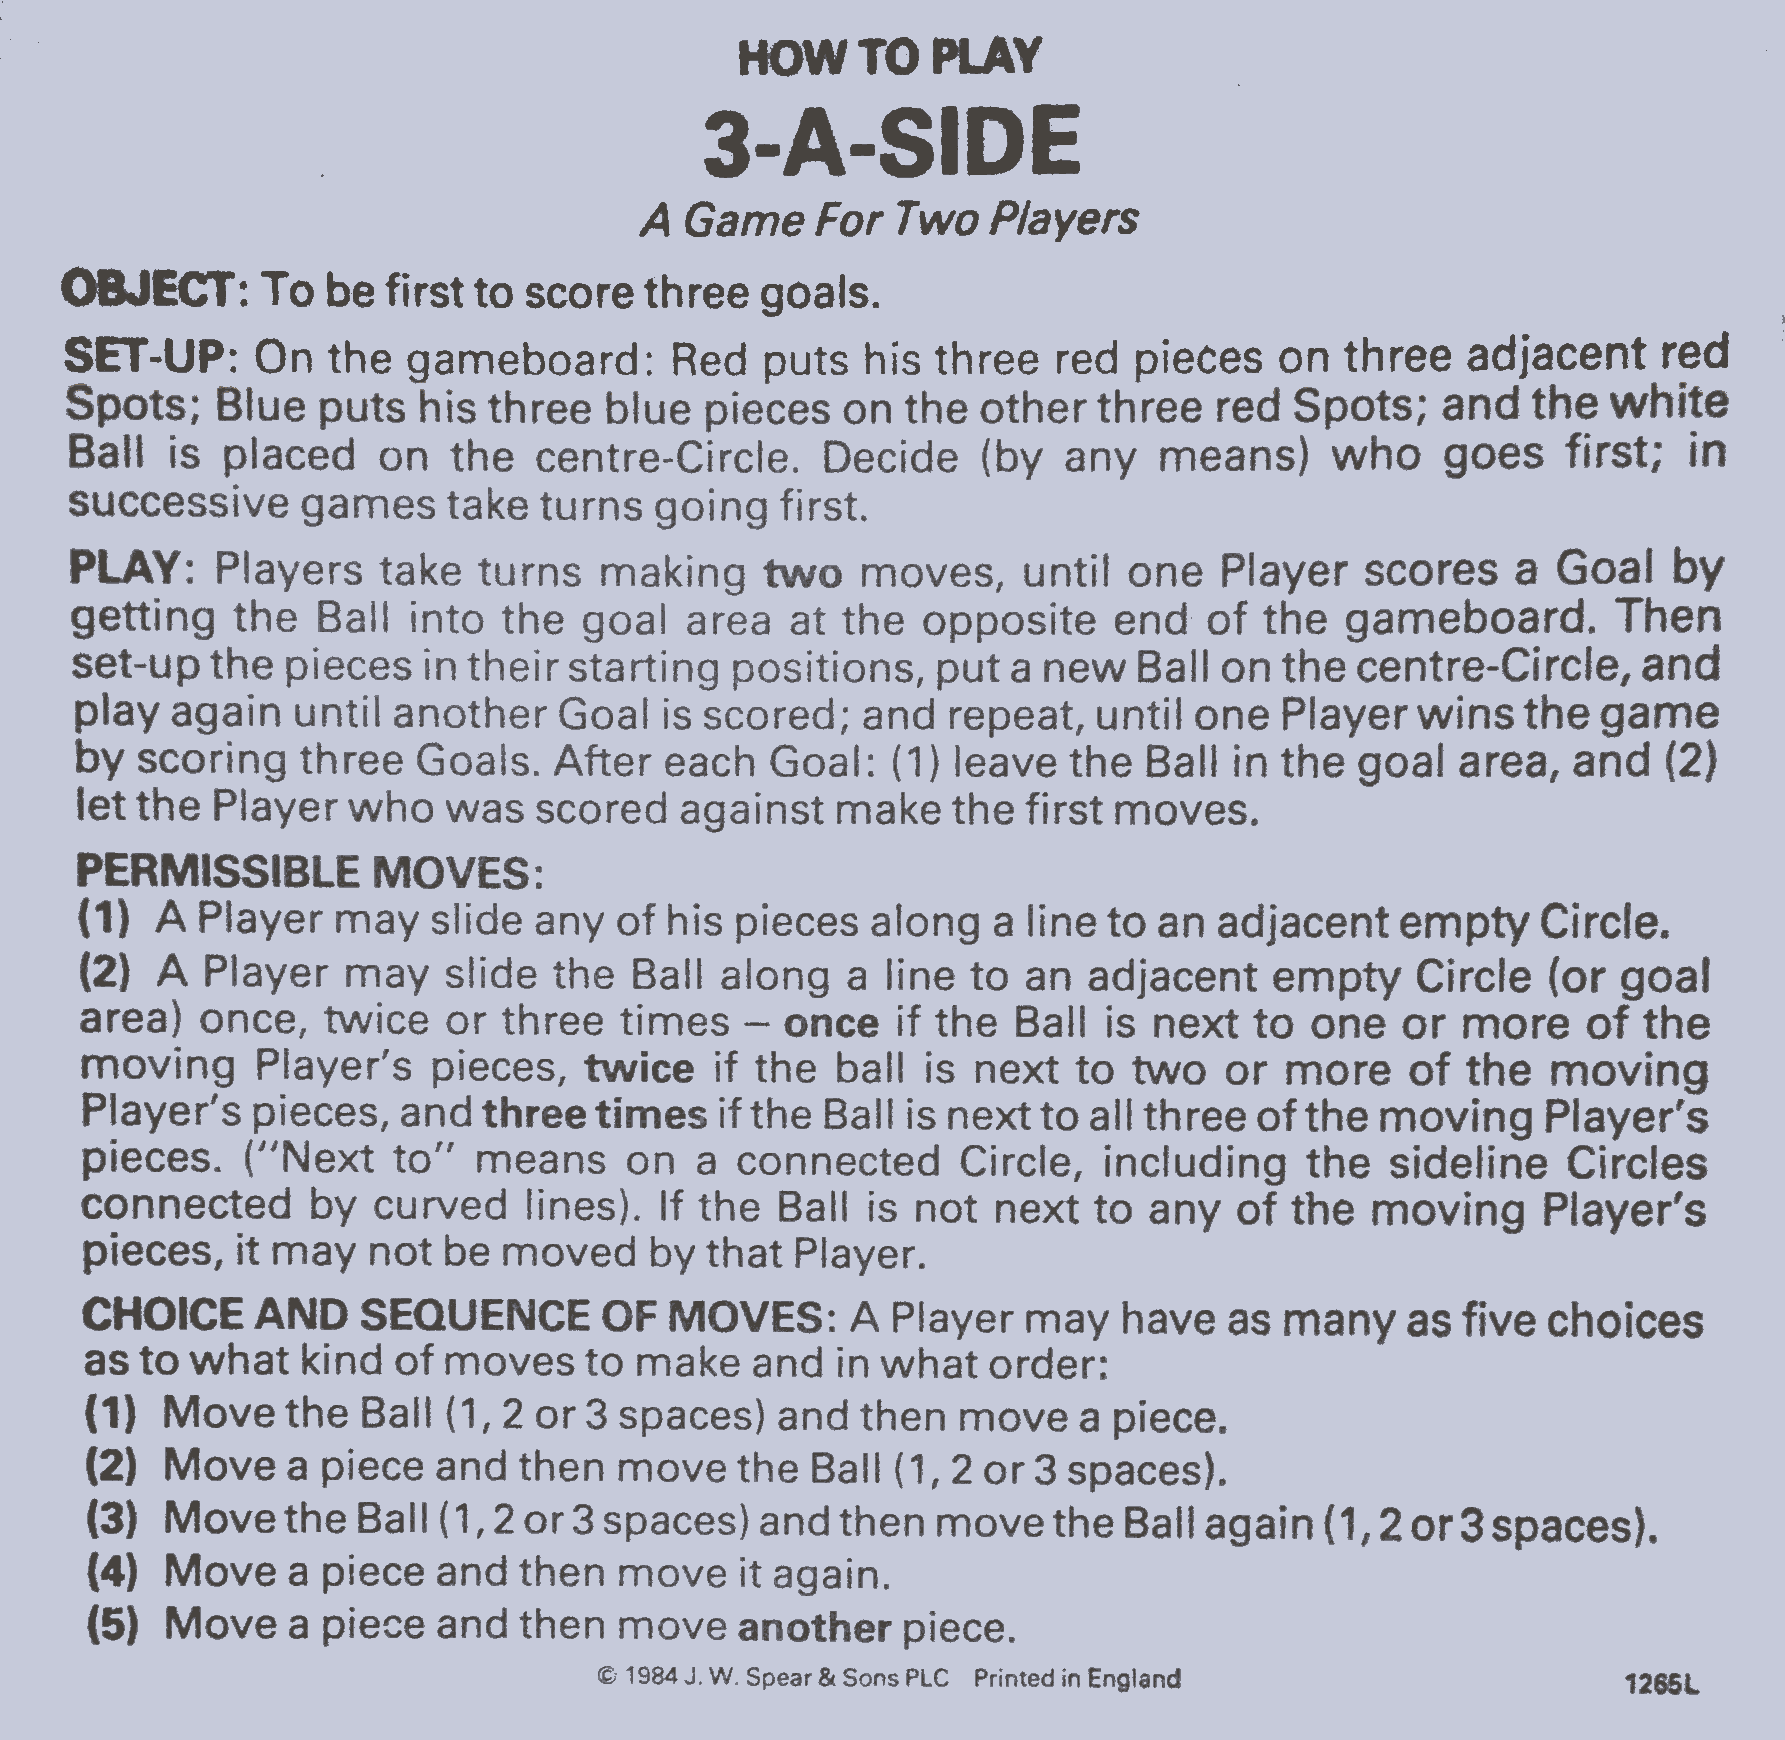 HOW TO PLAY
3-A-SIDE
A Game For Two Players
OBJECT: To be first to score three goals.
SET-UP: On the gameboard: Red puts his three red pieces on three adjacent red
Spots; Blue puts his three blue pieces on the other three red Spots; and the white
Ball is placed on the centre-Circle. Decide (by any means) who goes first; in
successive games take turns going first.
PLAY: Players take turns making two moves, until one Player scores a Goal by
getting the Ball into the goal area at the opposite end of the gameboard. Then
set-up the pieces in their starting positions, put a new Ball on the centre-Circle, and
play again until another Goal is scored; and repeat, until one Player wins the game
by scoring three Goals. After each Goal: (1) leave the Ball in the goal area, and (2)
let the Player who was scored against make the first moves.
PERMISSIBLE MOVES:
(1) A Player may slide any of his pieces along a line to an adjacent empty Circle.
(2) A Player may slide the Ball along a line to an adjacent empty Circle (or goal
area) once, twice or three times – once if the Ball is next to one or more of the
moving Player's pieces, twice if the ball is next to two or more of the moving
Player's pieces, and three times if the Ball is next to all three of the moving Player's
pieces. ("Next to" means on a connected Circle, including the sideline Circles
connected by curved lines). If the Ball is not next to any of the moving Player's
pieces, it may not be moved by that Player.
CHOICE AND SEQUENCE OF MOVES: A Player may have as many as five choices
as to what kind of moves to make and in what order:
(1) Move the Ball (1, 2 or 3 spaces) and then move a piece.
(2) Move a piece and then move the Ball (1, 2 or 3 spaces).
(3) Move the Ball (1, 2 or 3 spaces) and then move the Ball again (1, 2 or 3 spaces).
(4) Move a piece and then move it again.
(5) Move a piece and then move another piece.
© 1984 J. W. Spear & Sons PLC Printed in England
1265L